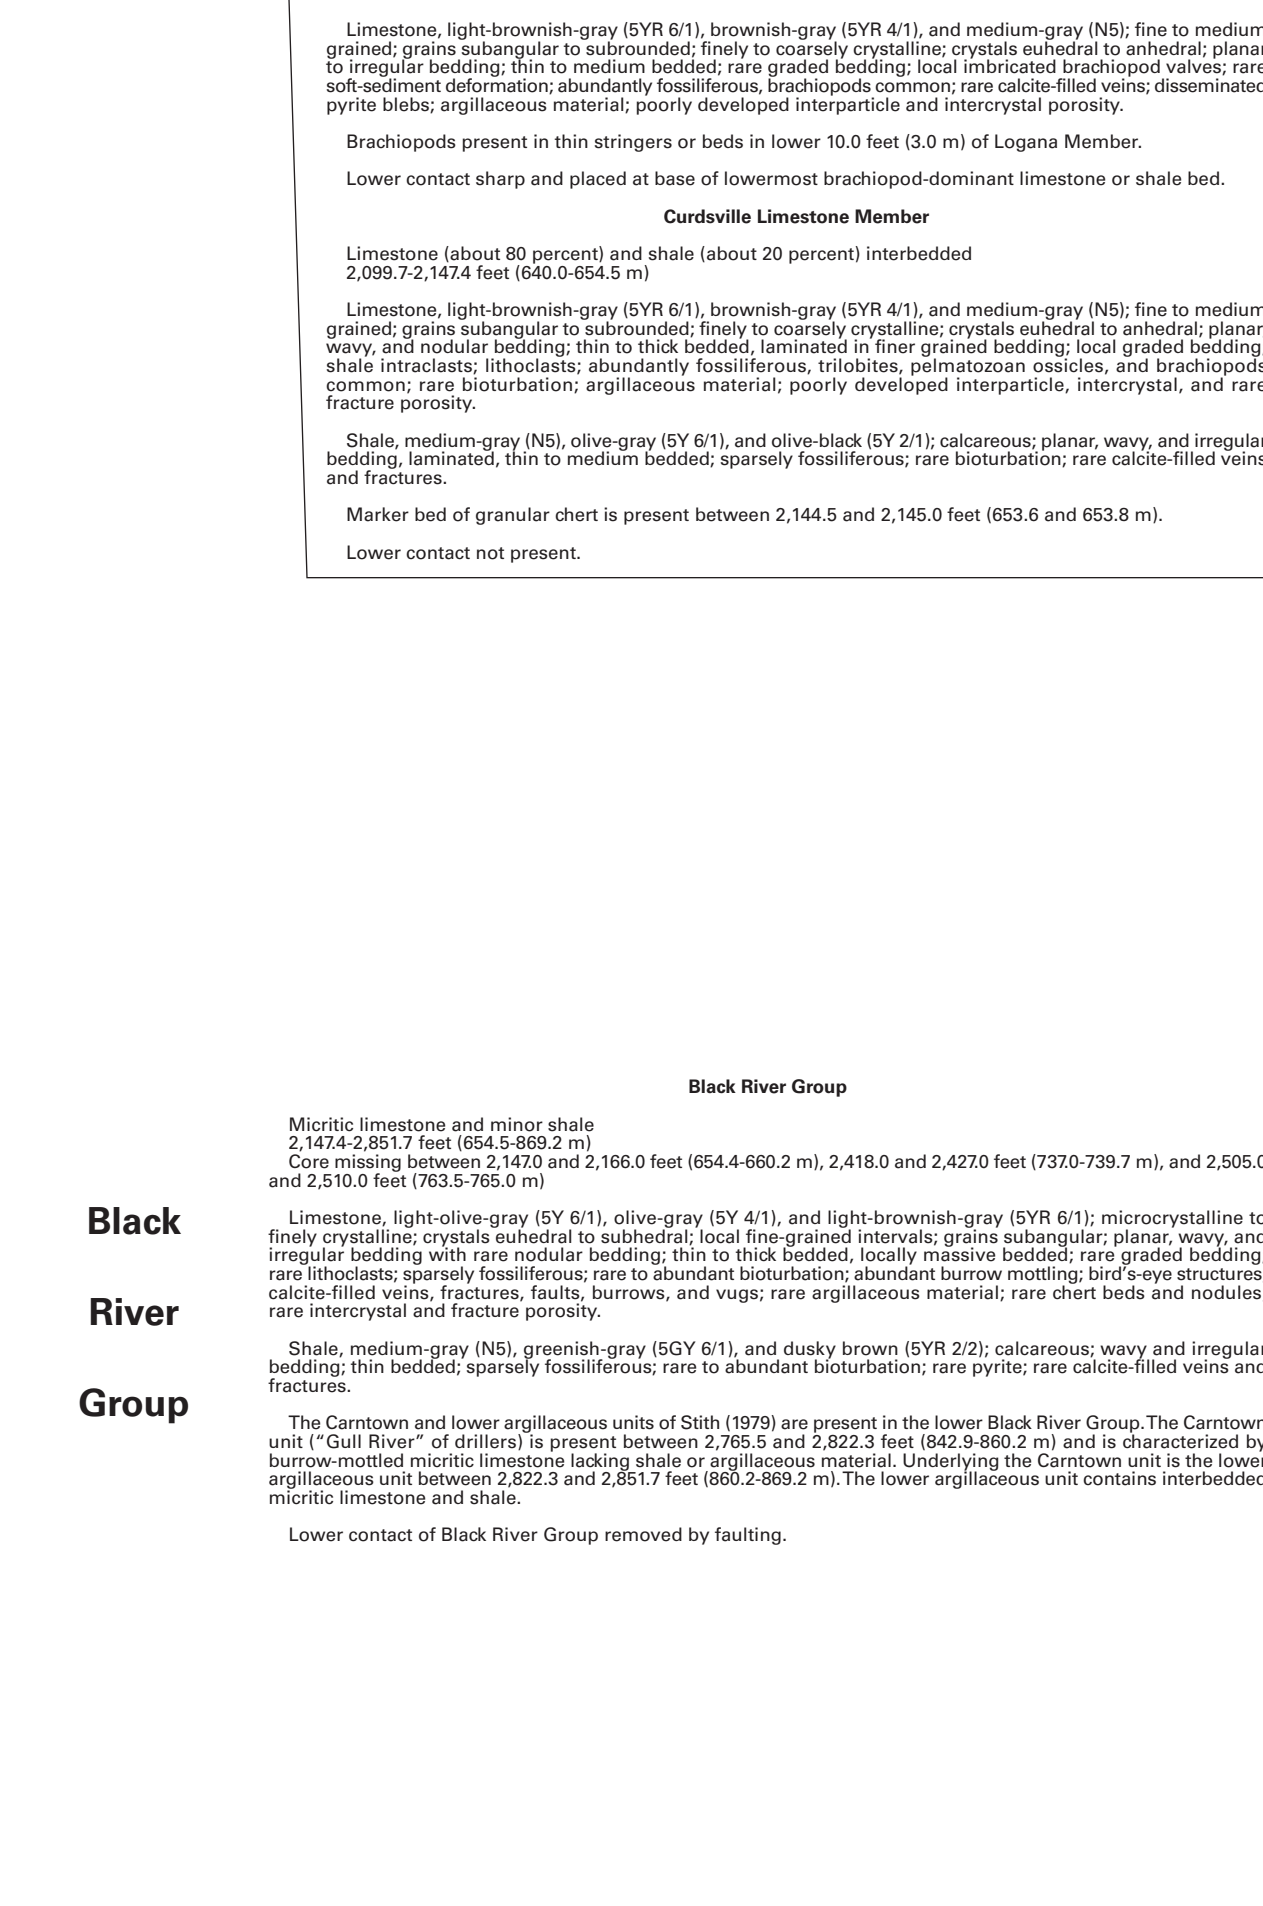 Limestone, light-brownish-gray (5YR 6/1), brownish-gray (5YR 4/1), and medium-gray (N5); fine to medium
grained; grains subangular to subrounded; finely to coarsely crystalline; crystals euhedral to anhedral; planar
to irregular bedding; thin to medium bedded; rare graded bedding; local imbricated brachiopod valves; rare
soft-sediment deformation; abundantly fossiliferous, brachiopods common; rare calcite-filled veins; disseminated
pyrite blebs; argillaceous material; poorly developed interparticle and intercrystal porosity.
Brachiopods present in thin stringers or beds in lower 10.0 feet (3.0 m) of Logana Member.
Lower contact sharp and placed at base of lowermost brachiopod-dominant limestone or shale bed.
Curdsville Limestone Member
Limestone (about 80 percent) and shale (about 20 percent) interbedded
2,099.7-2,147.4 feet (640.0-654.5 m)
Limestone, light-brownish-gray (5YR 6/1), brownish-gray (5YR 4/1), and medium-gray (N5); fine to medium
grained; grains subangular to subrounded; finely to coarsely crystalline; crystals euhedral to anhedral; planar
wavy, and nodular bedding; thin to thick bedded, laminated in finer grained bedding; local graded bedding;
shale intraclasts; lithoclasts; abundantly fossiliferous, trilobites, pelmatozoan ossicles, and brachiopods
common; rare bioturbation; argillaceous material; poorly developed interparticle, intercrystal, and rare
fracture porosity.
Shale, medium-gray (N5), olive-gray (5Y 6/1), and olive-black (5Y 2/1); calcareous; planar, wavy, and irregular
bedding, laminated, thin to medium bedded; sparsely fossiliferous; rare bioturbation; rare calcite-filled veins
and fractures.
Marker bed of granular chert is present between 2,144.5 and 2,145.0 feet (653.6 and 653.8 m).
Lower contact not present.
Black River Group
Micritic limestone and minor shale
2,147.4-2,851.7 feet (654.5-869.2 m)
Core missing between 2,147.0 and 2,166.0 feet (654.4-660.2 m), 2,418.0 and 2,427.0 feet (737.0-739.7 m), and 2,505.0
and 2,510.0 feet (763.5-765.0 m)
Black
River
Group
Limestone, light-olive-gray (5Y 6/1), olive-gray (5Y 4/1), and light-brownish-gray (5YR 6/1); microcrystalline to
finely crystalline; crystals euhedral to subhedral; local fine-grained intervals; grains subangular; planar, wavy, and
irregular bedding with rare nodular bedding; thin to thick bedded, locally massive bedded; rare graded bedding;
rare lithoclasts; sparsely fossiliferous; rare to abundant bioturbation; abundant burrow mottling; bird's-eye structures
calcite-filled veins, fractures, faults, burrows, and vugs; rare argillaceous material; rare chert beds and nodules
rare intercrystal and fracture porosity.
Shale, medium-gray (N5), greenish-gray (5GY 6/1), and dusky brown (5YR 2/2); calcareous; wavy and irregular
bedding; thin bedded; sparsely fossiliferous; rare to abundant bioturbation; rare pyrite; rare calcite-filled veins and
fractures.
The Carntown and lower argillaceous units of Stith (1979) are present in the lower Black River Group. The Carntown
unit (“Gull River” of drillers) is present between 2,765.5 and 2,822.3 feet (842.9-860.2 m) and is characterized by
burrow-mottled micritic limestone lacking shale or argillaceous material. Underlying the Carntown unit is the lower
argillaceous unit between 2,822.3 and 2,851.7 feet (860.2-869.2 m). The lower argillaceous unit contains interbedded
micritic limestone and shale.
Lower contact of Black River Group removed by faulting.